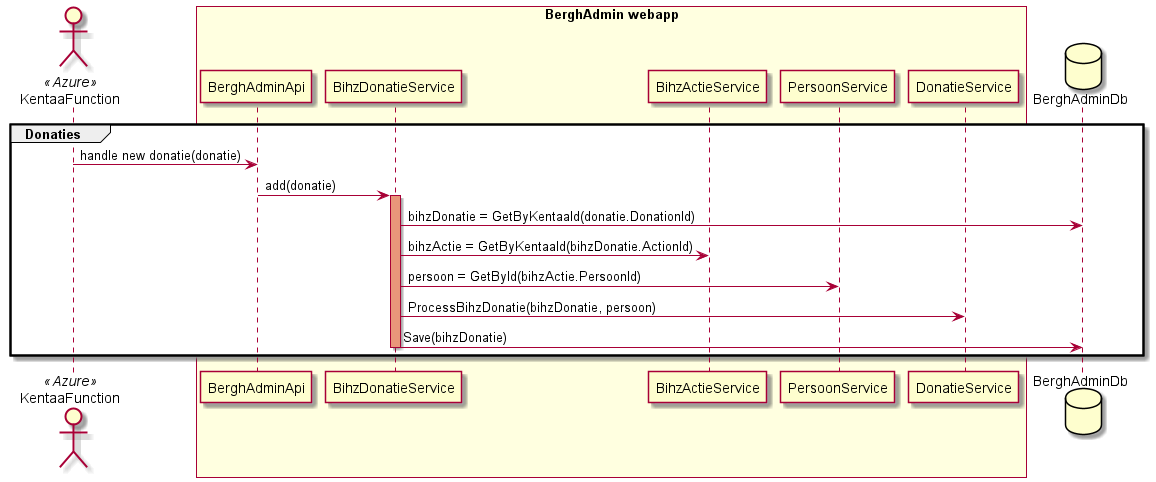 BerghAdmin webapp
« Azure »
KentaaFunction
BerghAdminApi
BihzDonatieService
BihzActieService
PersoonService
DonatieService
BerghAdminDb
Donaties
handle new donatie(donatie)
add(donatie)
bihzDonatie = GetByKentaaId(donatie.DonationId)
bihzActie = GetByKentaaId(bihzDonatie.ActionId)
persoon = GetById(bihzActie.PersoonId)
ProcessBihzDonatie(bihzDonatie, persoon)
Save(bihzDonatie)
« Azure »
KentaaFunction
BerghAdminApi
BihzDonatieService
BihzActieService
PersoonService
DonatieService
BerghAdminDb